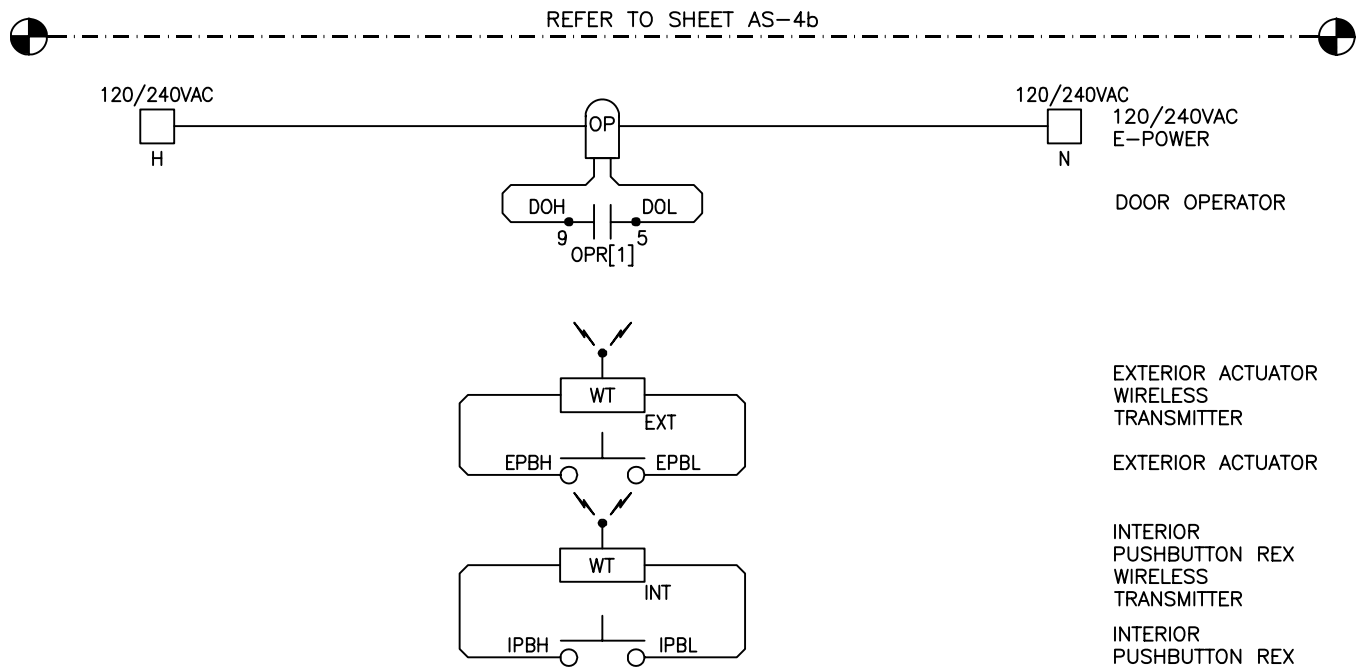 REFER TO SHEET AS-4b
120/240VAC
120/240VAC
H
OP
N
120/240VAC
E-POWER
DOH
DOL
9
5
OPR[1]
DOOR OPERATOR
WT
EXT
EXTERIOR ACTUATOR
WIRELESS
TRANSMITTER
EPBH
EPBL
EXTERIOR ACTUATOR
WT
INT
INTERIOR
PUSHBUTTON REX
WIRELESS
TRANSMITTER
IPBH
IPBL
INTERIOR
PUSHBUTTON REX